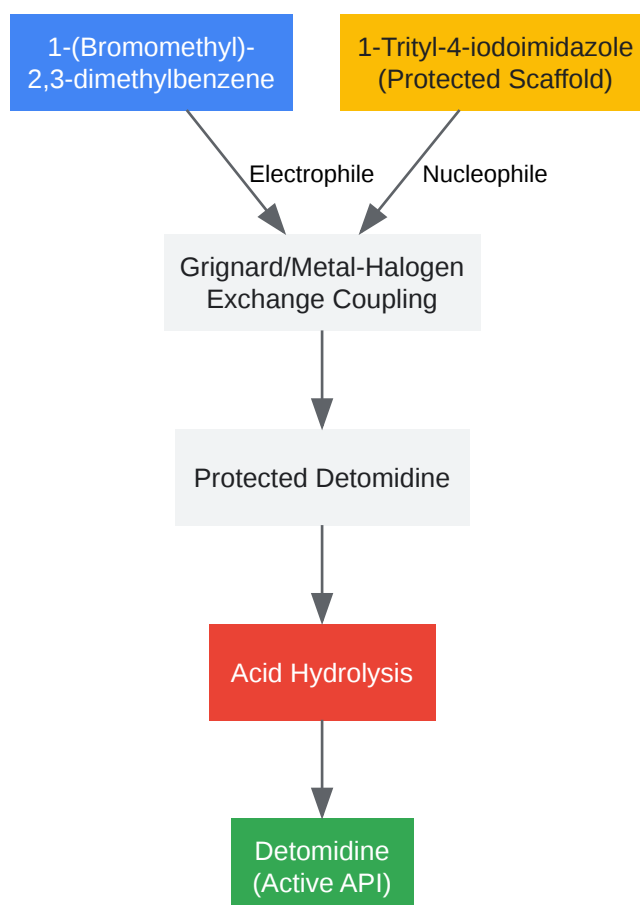 1-(Bromomethyl)-
2,3-dimethylbenzene
1-Trityl-4-iodoimidazole
(Protected Scaffold)
Electrophile
Nucleophile
Grignard/Metal-Halogen
Exchange Coupling
Protected Detomidine
Acid Hydrolysis
Detomidine
(Active API)